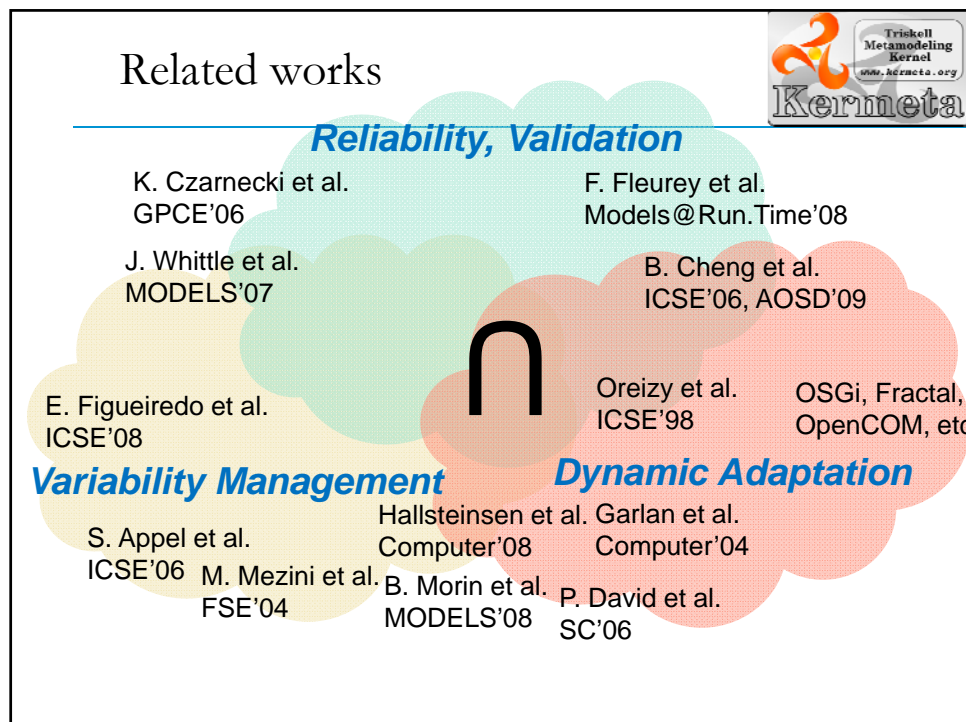 Related works
Triskell
Metamodeling
Kernel
www.kermeta.org
Kermeta
Reliability, Validation
K. Czarnecki et al.
GPCE’06
F. Fleurey et al.
Models@Run.Time’08
J. Whittle et al.
MODELS’07
B. Cheng et al.
ICSE’06, AOSD’09
∩
E. Figueiredo et al.
ICSE’08
Oreizy et al.
ICSE’98
OSGi, Fractal,
OpenCOM, etc
Variability Management
Dynamic Adaptation
S. Appel et al.
ICSE’06
M. Mezini et al.
FSE’04
Hallsteinsen et al.
Computer’08
Garlan et al.
Computer’04
B. Morin et al.
MODELS’08
P. David et al.
SC’06